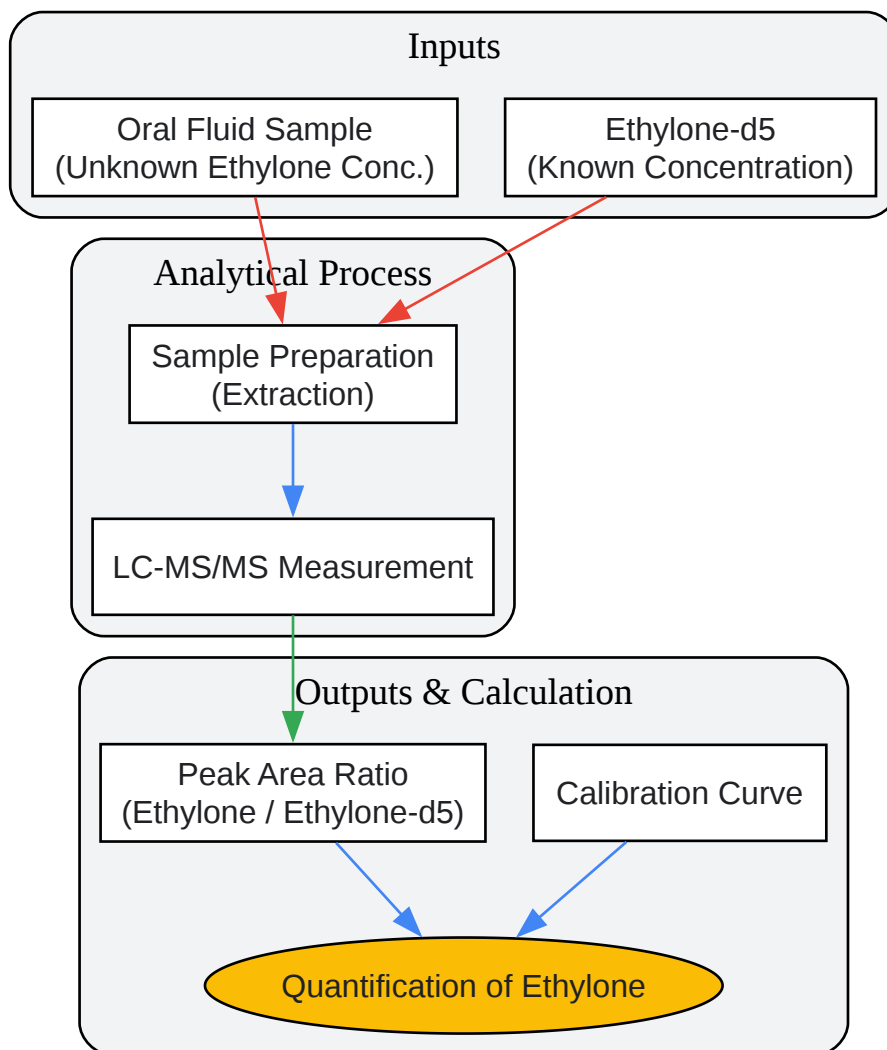 Inputs
Oral Fluid Sample
(Unknown Ethylone Conc.)
Ethylone-d5
(Known Concentration)
Analytical Process
Sample Preparation
(Extraction)
LC-MS/MS Measurement
Outputs & Calculation
Peak Area Ratio
(Ethylone / Ethylone-d5)
Calibration Curve
Quantification of Ethylone